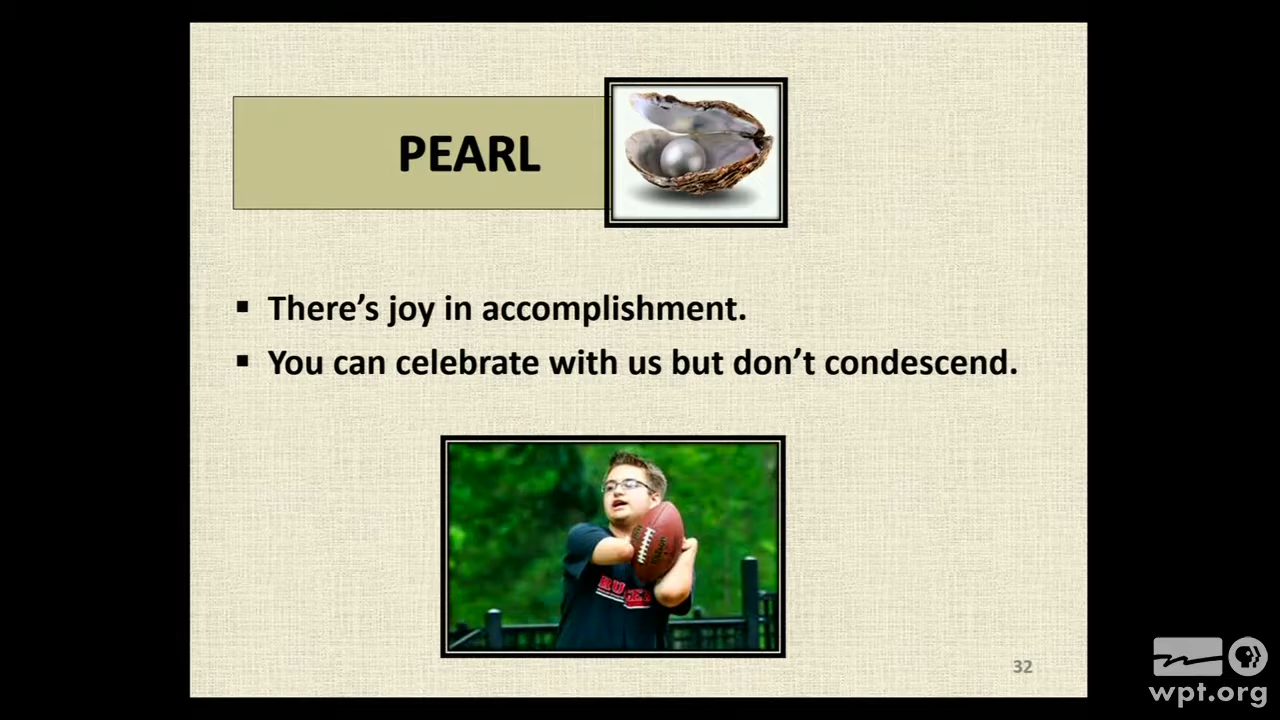 PEARL
▪ There's joy in accomplishment.
▪ You can celebrate with us but don't condescend.
32
wpt.org